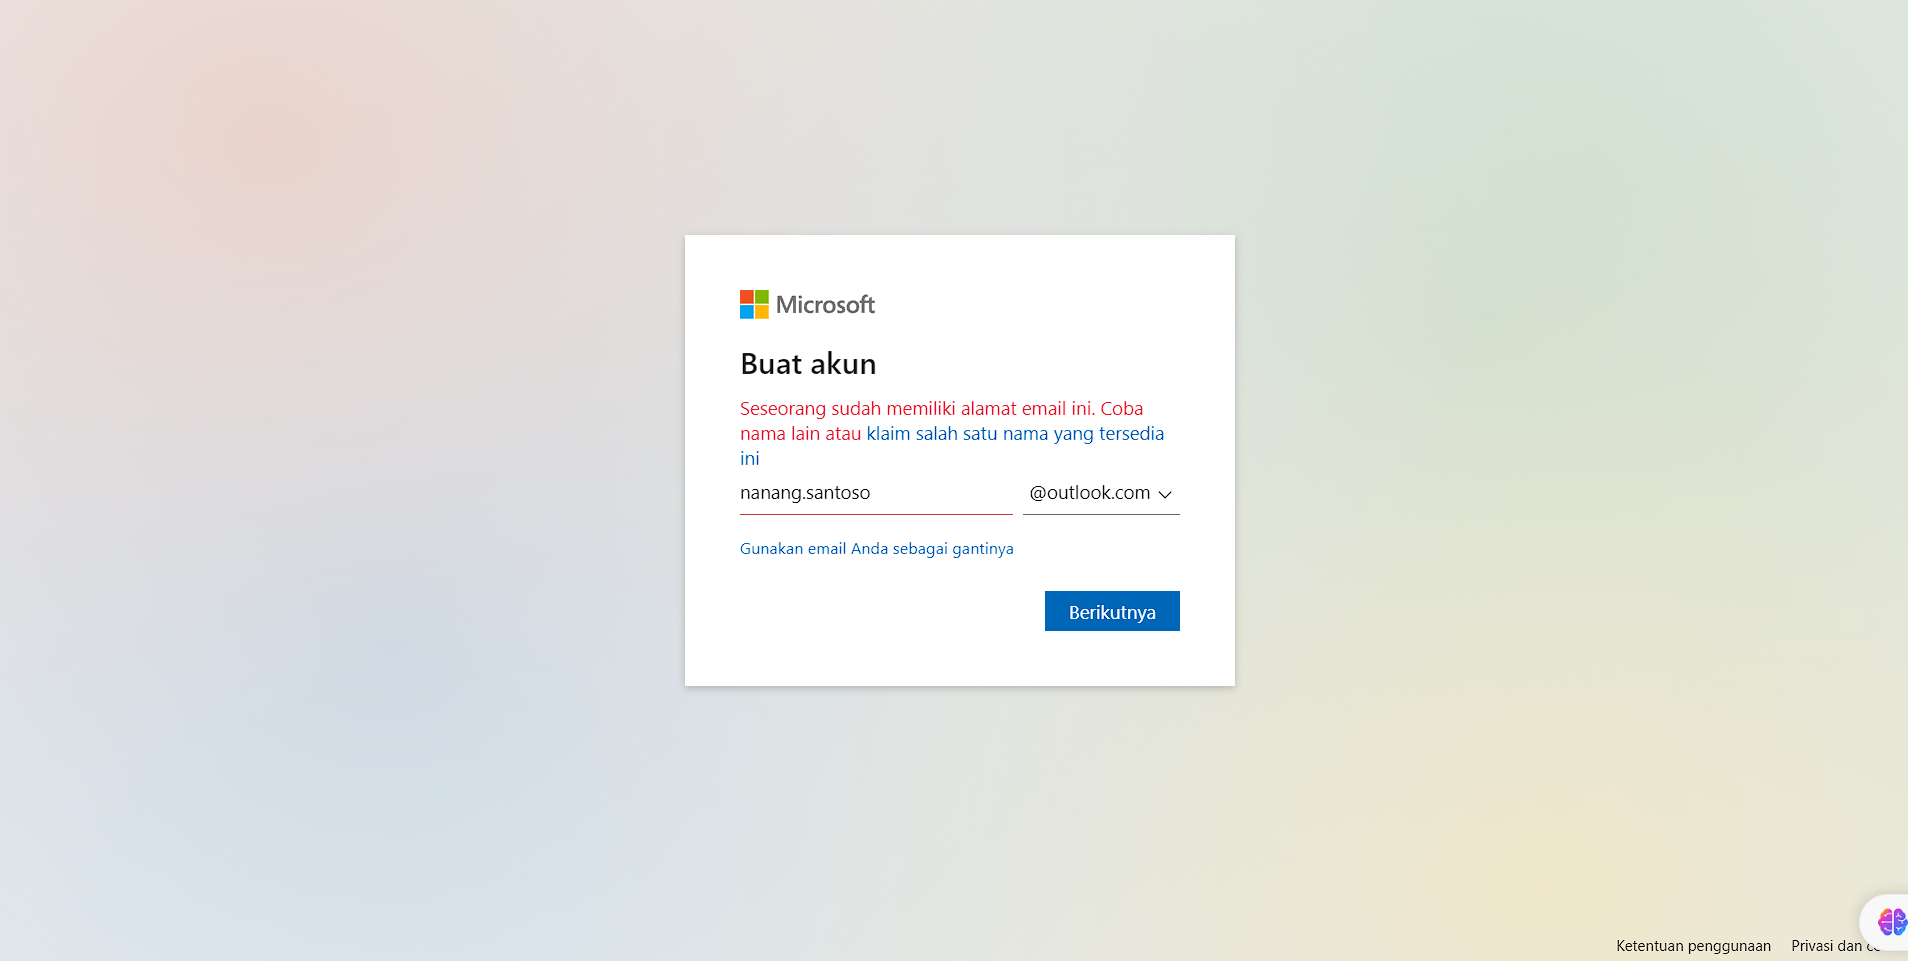 Microsoft
Buat akun
Seseorang sudah memiliki alamat email ini. Coba
nama lain atau klaim salah satu nama yang tersedia
ini
nanang.santoso @outlook.com
Gunakan email Anda sebagai gantinya
Berikutnya
Ketentuan penggunaan Privasi dan